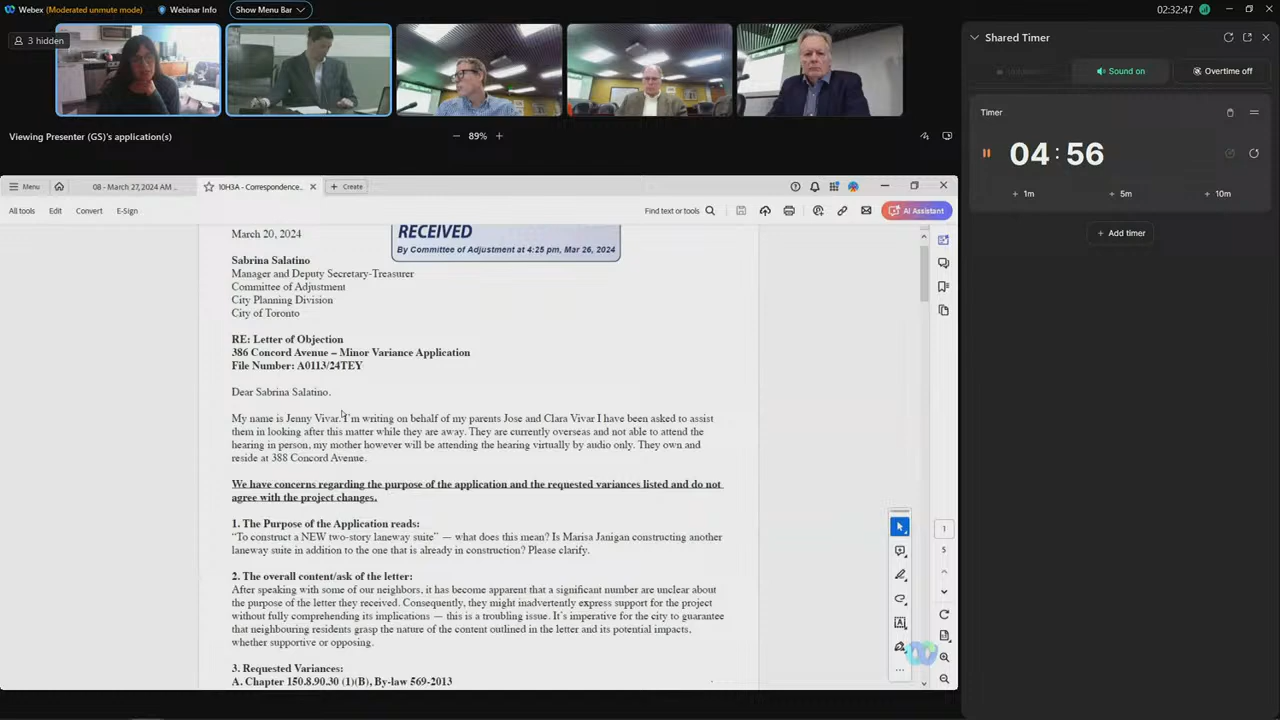 Webex (Moderated unmute mode) Webinar Info Show Menu Bar 02:32:47
3 hidden
Shared Timer
Sound on Overtime off
Timer
04 : 56
+ 1m + 5m + 10m
+ Add timer
Viewing Presenter (GS)'s application(s) − 89% +
Menu 08 - March 27, 2024 AM ... 10H3A - Correspondence... + Create
All tools Edit Convert E-Sign Find text or tools AI Assistant
March 20, 2024
RECEIVED
By Committee of Adjustment at 4:25 pm, Mar 26, 2024
Sabrina Salatino
Manager and Deputy Secretary-Treasurer
Committee of Adjustment
City Planning Division
City of Toronto
RE: Letter of Objection
386 Concord Avenue – Minor Variance Application
File Number: A0113/24TEY
Dear Sabrina Salatino.
My name is Jenny Vivar. I'm writing on behalf of my parents Jose and Clara Vivar I have been asked to assist
them in looking after this matter while they are away. They are currently overseas and not able to attend the
hearing in person, my mother however will be attending the hearing virtually by audio only. They own and
reside at 388 Concord Avenue.
We have concerns regarding the purpose of the application and the requested variances listed and do not
agree with the project changes.
1. The Purpose of the Application reads:
“To construct a NEW two-story laneway suite” — what does this mean? Is Marisa Janigan constructing another
laneway suite in addition to the one that is already in construction? Please clarify.
2. The overall content/ask of the letter:
After speaking with some of our neighbors, it has become apparent that a significant number are unclear about
the purpose of the letter they received. Consequently, they might inadvertently express support for the project
without fully comprehending its implications — this is a troubling issue. It's imperative for the city to guarantee
that neighbouring residents grasp the nature of the content outlined in the letter and its potential impacts,
whether supportive or opposing.
3. Requested Variances:
A. Chapter 150.8.90.30 (1)(B), By-law 569-2013
1
5